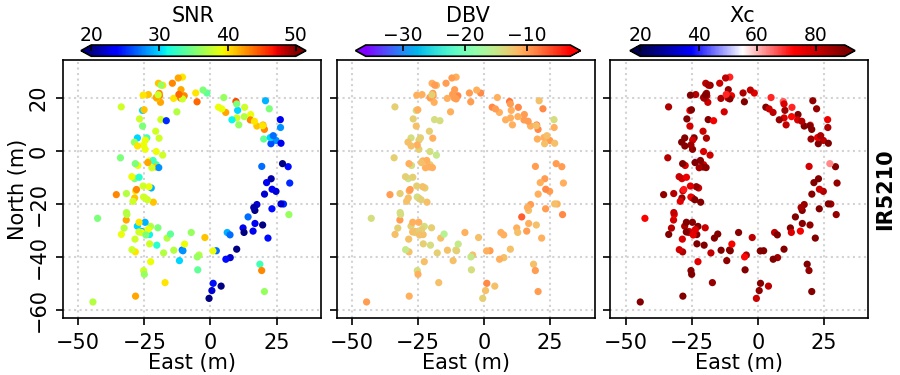 SNR DBV Xc
20 30 40 50 −30 −20 −10 20 40 60 80
20
0
−20
−40
−60
North (m)
IR5210
−50 −25 0 25 −50 −25 0 25 −50 −25 0 25
East (m) East (m) East (m)